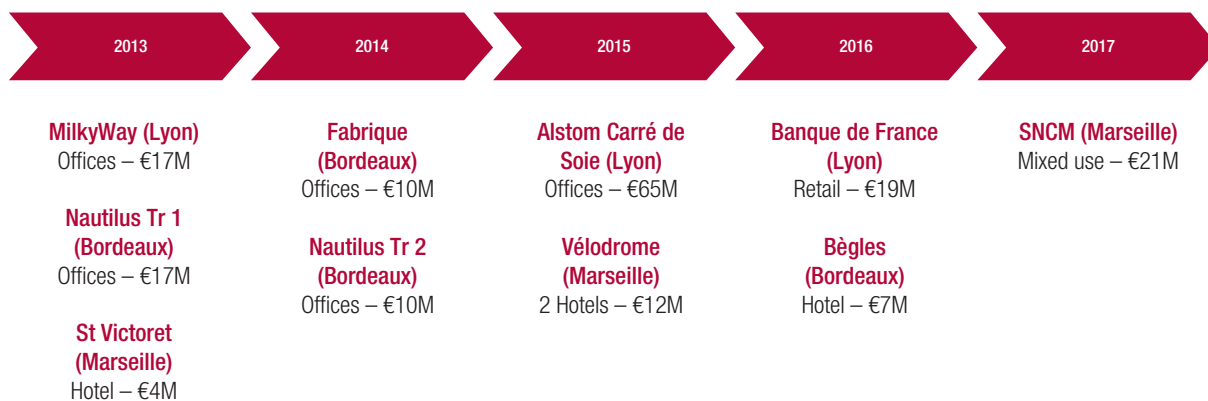 2013
2014
2015
2016
2017
MilkyWay (Lyon)
Offices – €17M
Nautilus Tr 1
(Bordeaux)
Offices – €17M
St Victoret
(Marseille)
Hotel – €4M
Fabrique
(Bordeaux)
Offices – €10M
Nautilus Tr 2
(Bordeaux)
Offices – €10M
Alstom Carré de
Soie (Lyon)
Offices – €65M
Vélodrome
(Marseille)
2 Hotels – €12M
Banque de France
(Lyon)
Retail – €19M
Bègles
(Bordeaux)
Hotel – €7M
SNCM (Marseille)
Mixed use – €21M